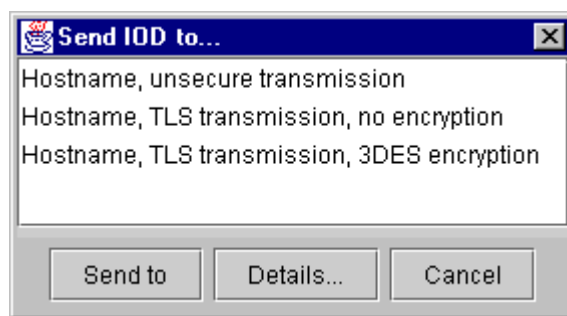 Send IOD to...
Hostname, unsecure transmission
Hostname, TLS transmission, no encryption
Hostname, TLS transmission, 3DES encryption
Send to Details... Cancel